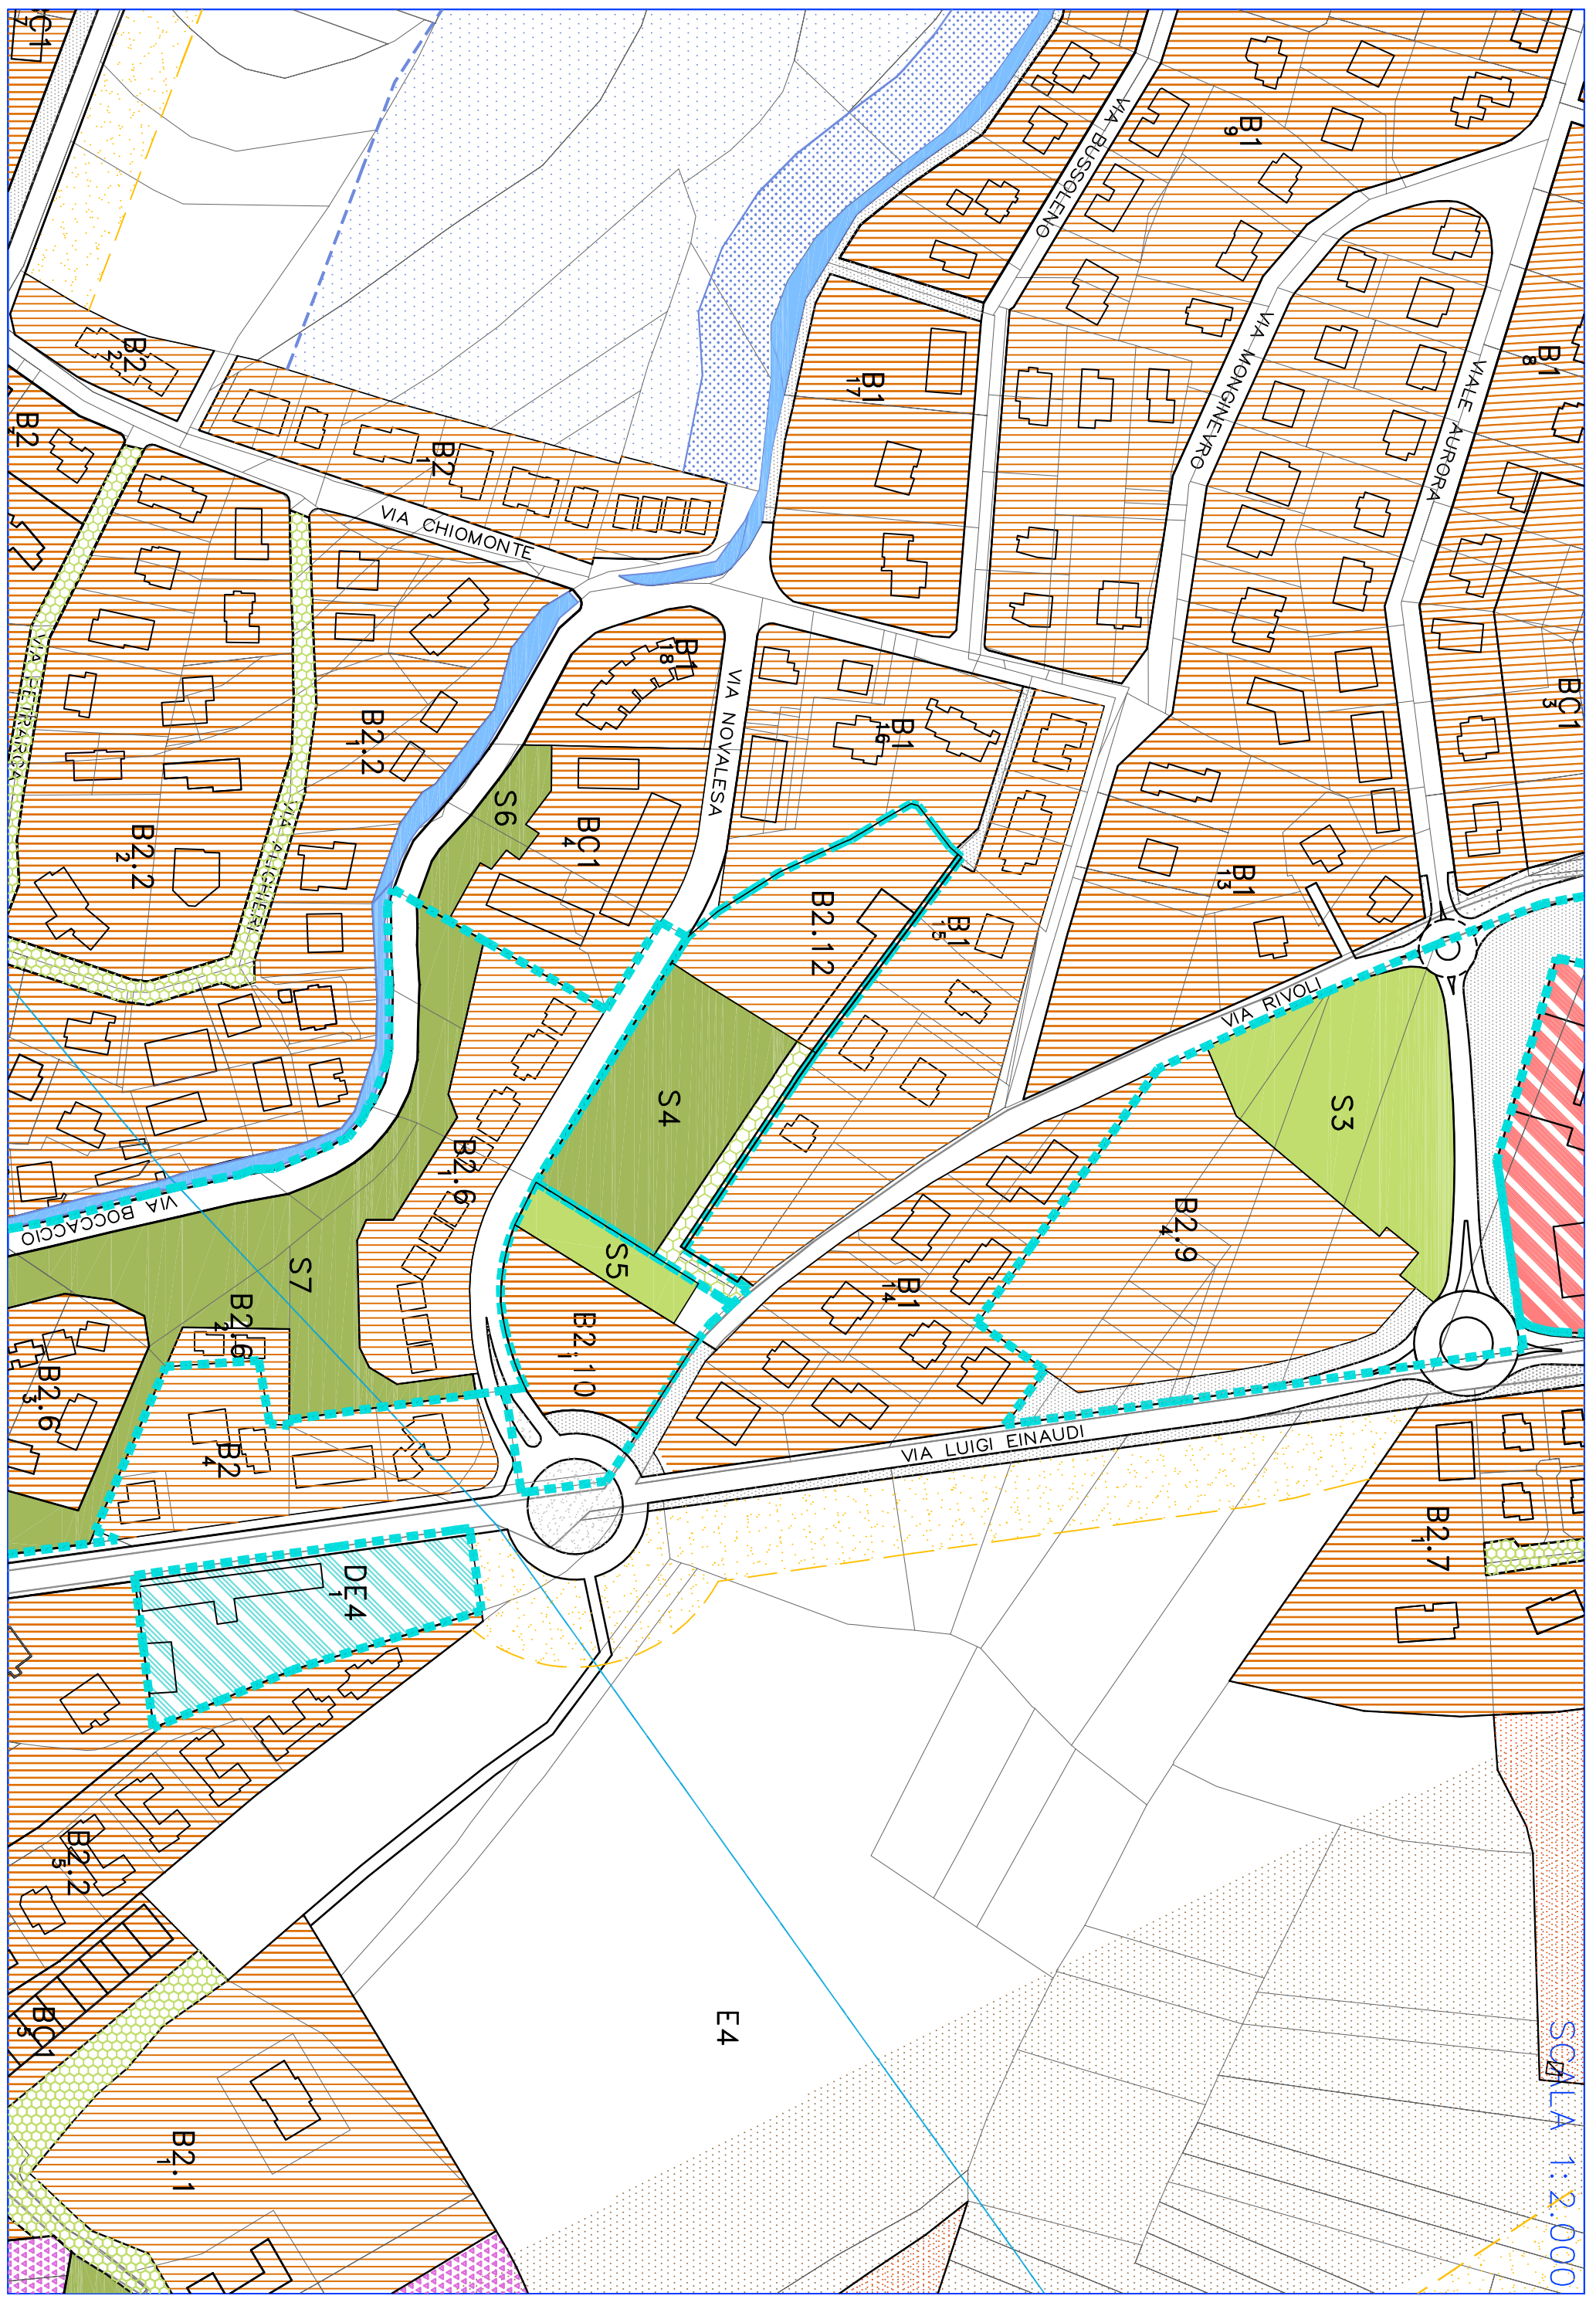 BC1
7
B2
2
B2
7
B2
1
VIA CHIOMONTE
VIA BUSSOLENO
B1
9
VIA MONGINEVRO
VIALE AURORA
B1
8
B1
17
BC1
3
B1
18
VIA NOVALESSA
B1
16
B1
13
VIA PETRARCA
VIA ALIGHIERI
B2.2
1
B2.2
2
S6
BC1
4
B2.12
B1
15
VIA RIVOLI
S4
S3
B2.9
4
B2.6
1
VIA BOCCACCIO
S7
S5
B1
14
B2.10
1
B2.6
2
B2.6
3
B2
4
VIA LUIGI EINAUDI
B2.7
1
DE4
1
B2.2
5
BC1
5
B2.1
1
E4
SCALA 1:2.000